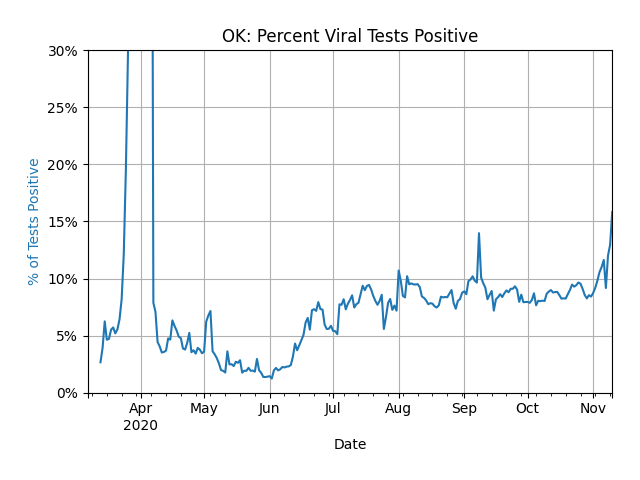 OK: Percent Viral Tests Positive
% of Tests Positive
30%
25%
20%
15%
10%
5%
0%
Apr
2020
May
Jun
Jul
Aug
Sep
Oct
Nov
Date